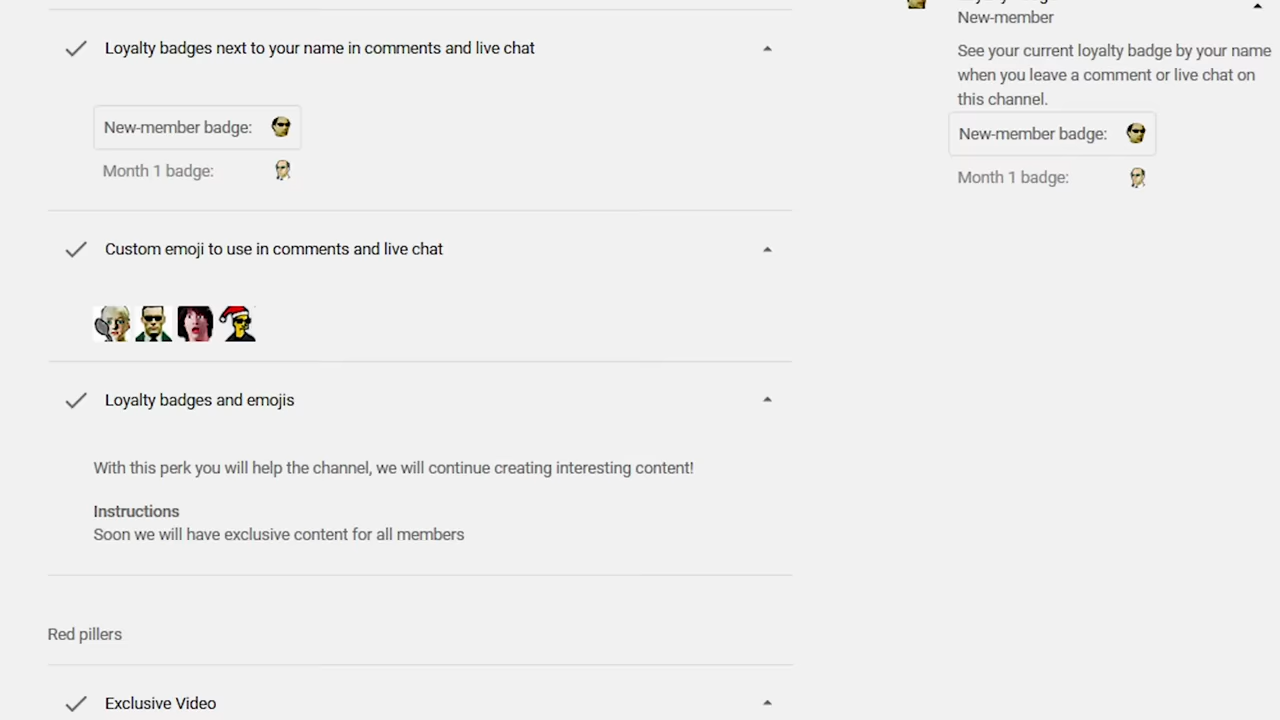 Loyalty badges next to your name in comments and live chat
New-member badge:
Month 1 badge:
Custom emoji to use in comments and live chat
Loyalty badges and emojis
With this perk you will help the channel, we will continue creating interesting content!
Instructions
Soon we will have exclusive content for all members
Red pillers
Exclusive Video
New-member
See your current loyalty badge by your name
when you leave a comment or live chat on
this channel.
New-member badge:
Month 1 badge: